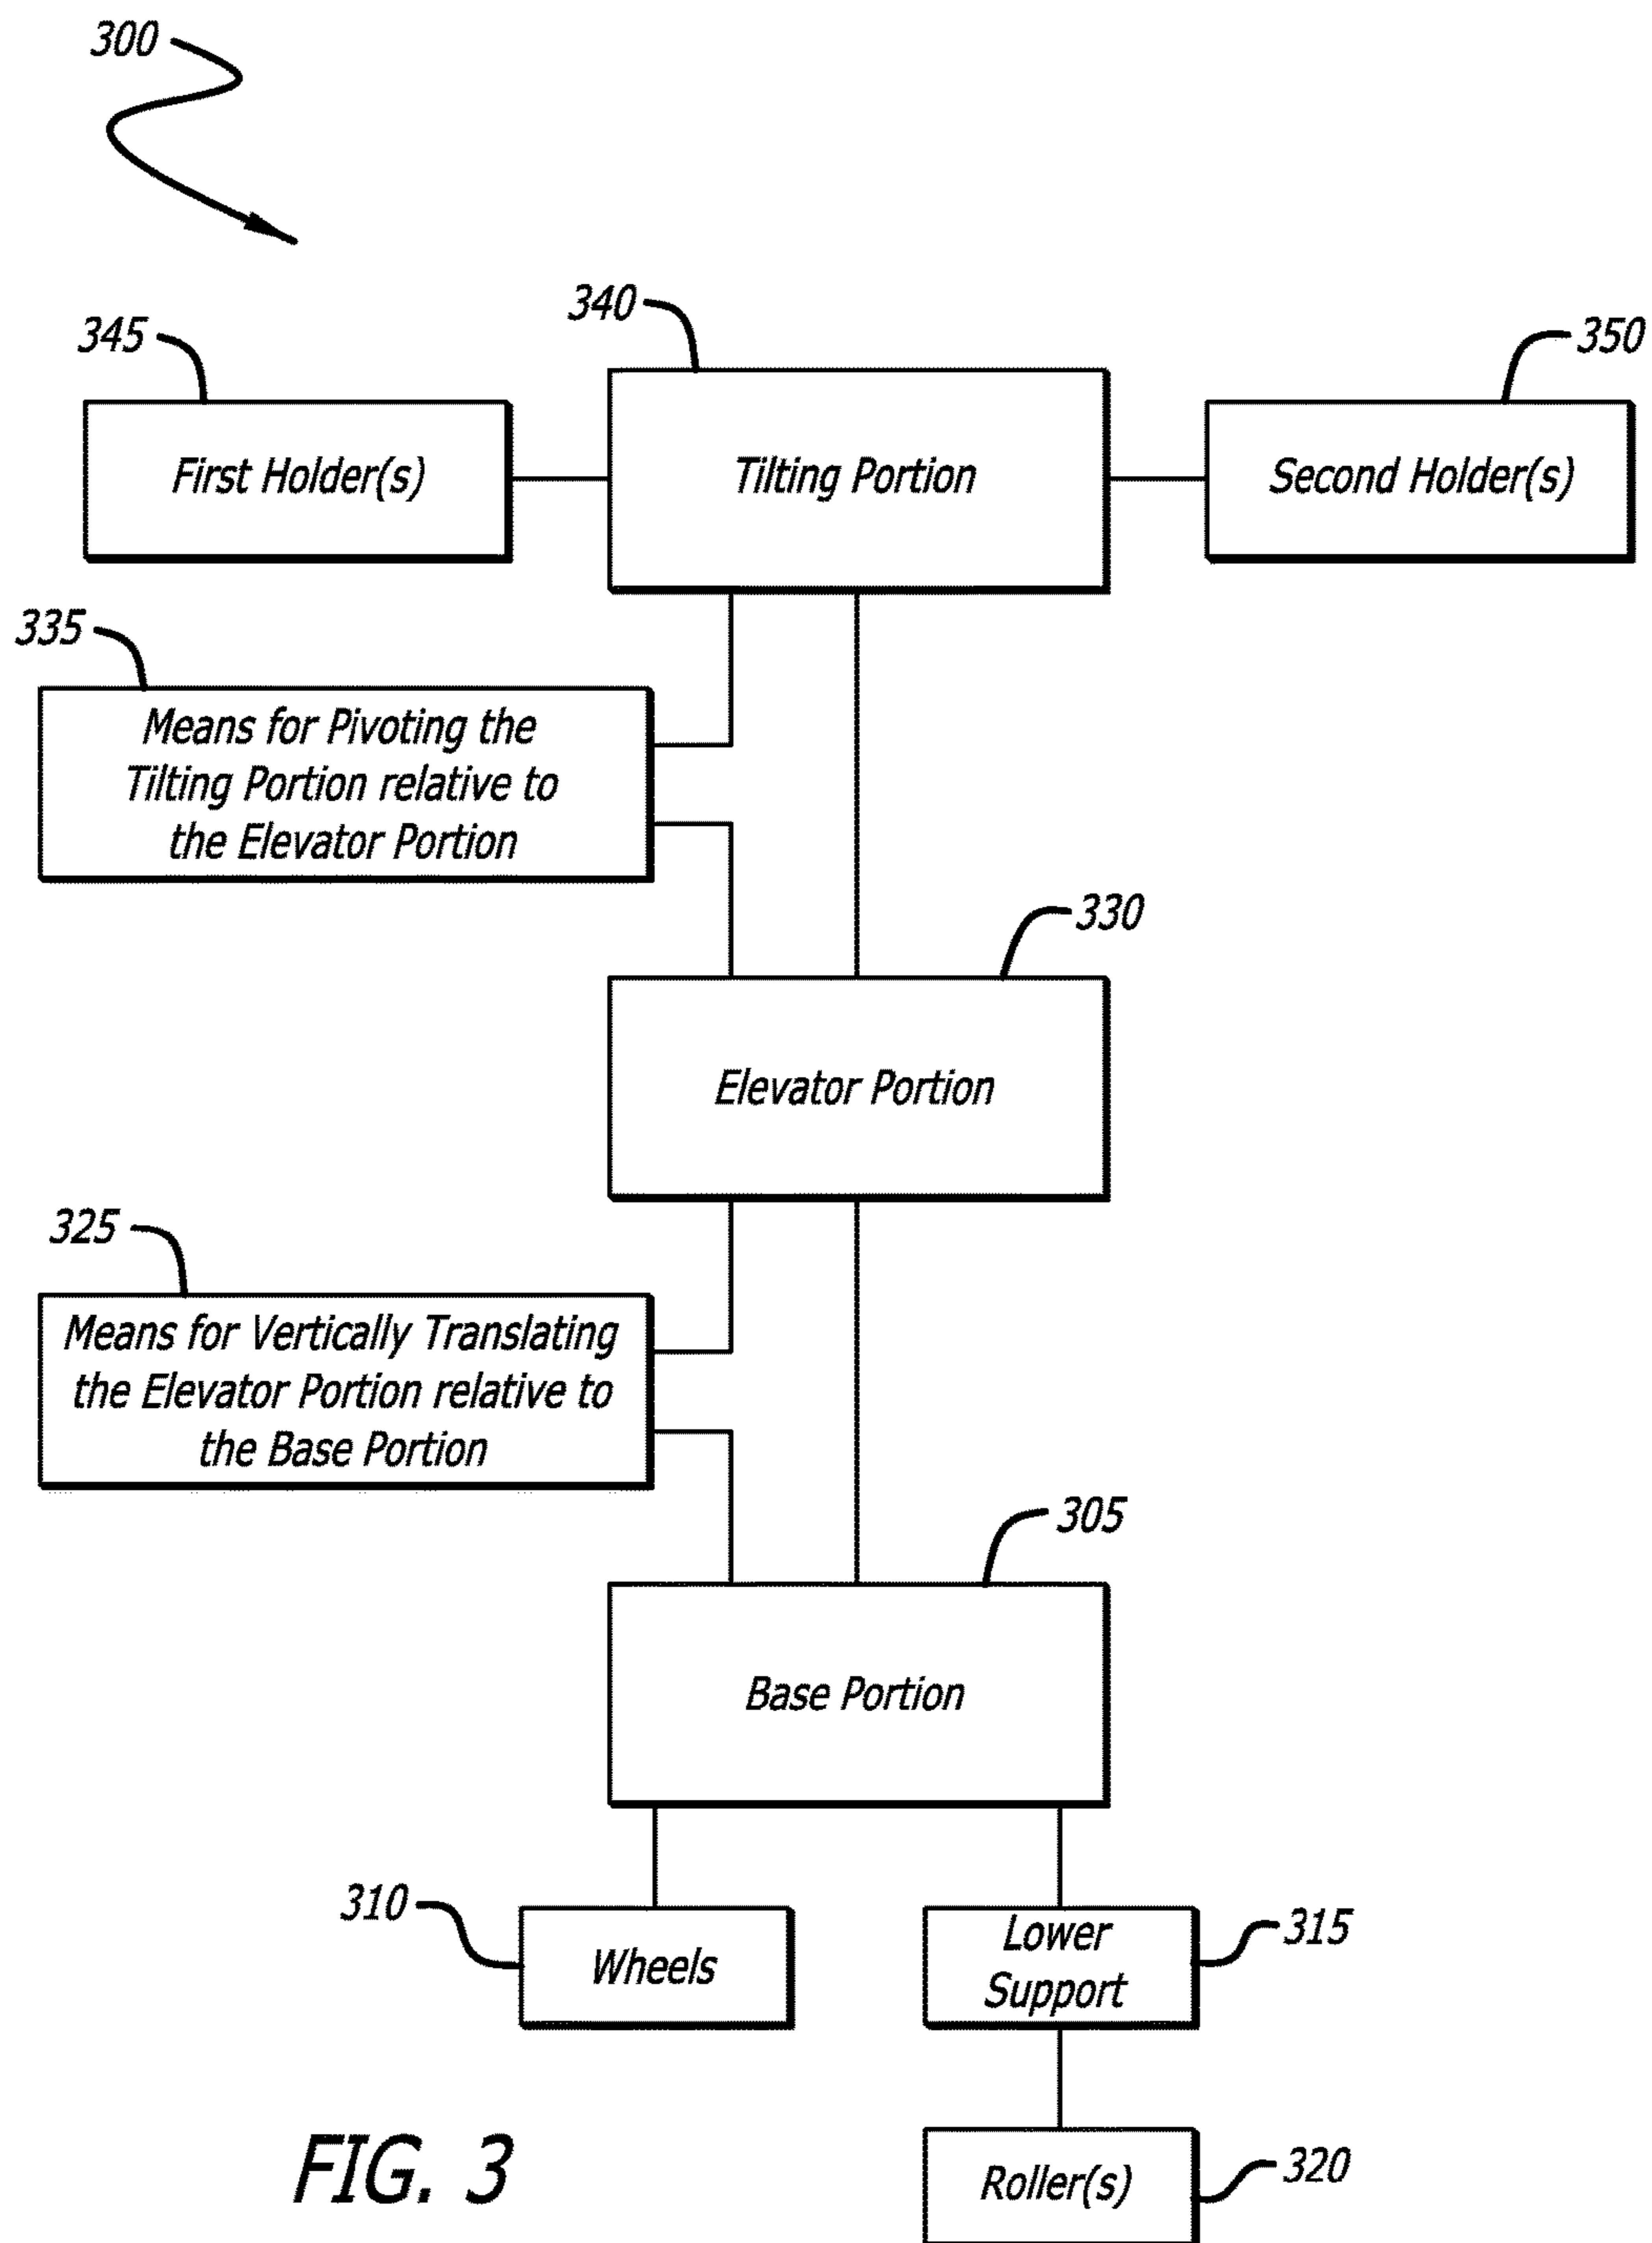 300
340
345
350
First Holder(s)
Tilting Portion
Second Holder(s)
335
Means for Pivoting the
Tilting Portion relative to
the Elevator Portion
330
Elevator Portion
325
Means for Vertically Translating
the Elevator Portion relative to
the Base Portion
305
Base Portion
310
Wheels
Lower
Support
315
Roller(s)
320
FIG. 3